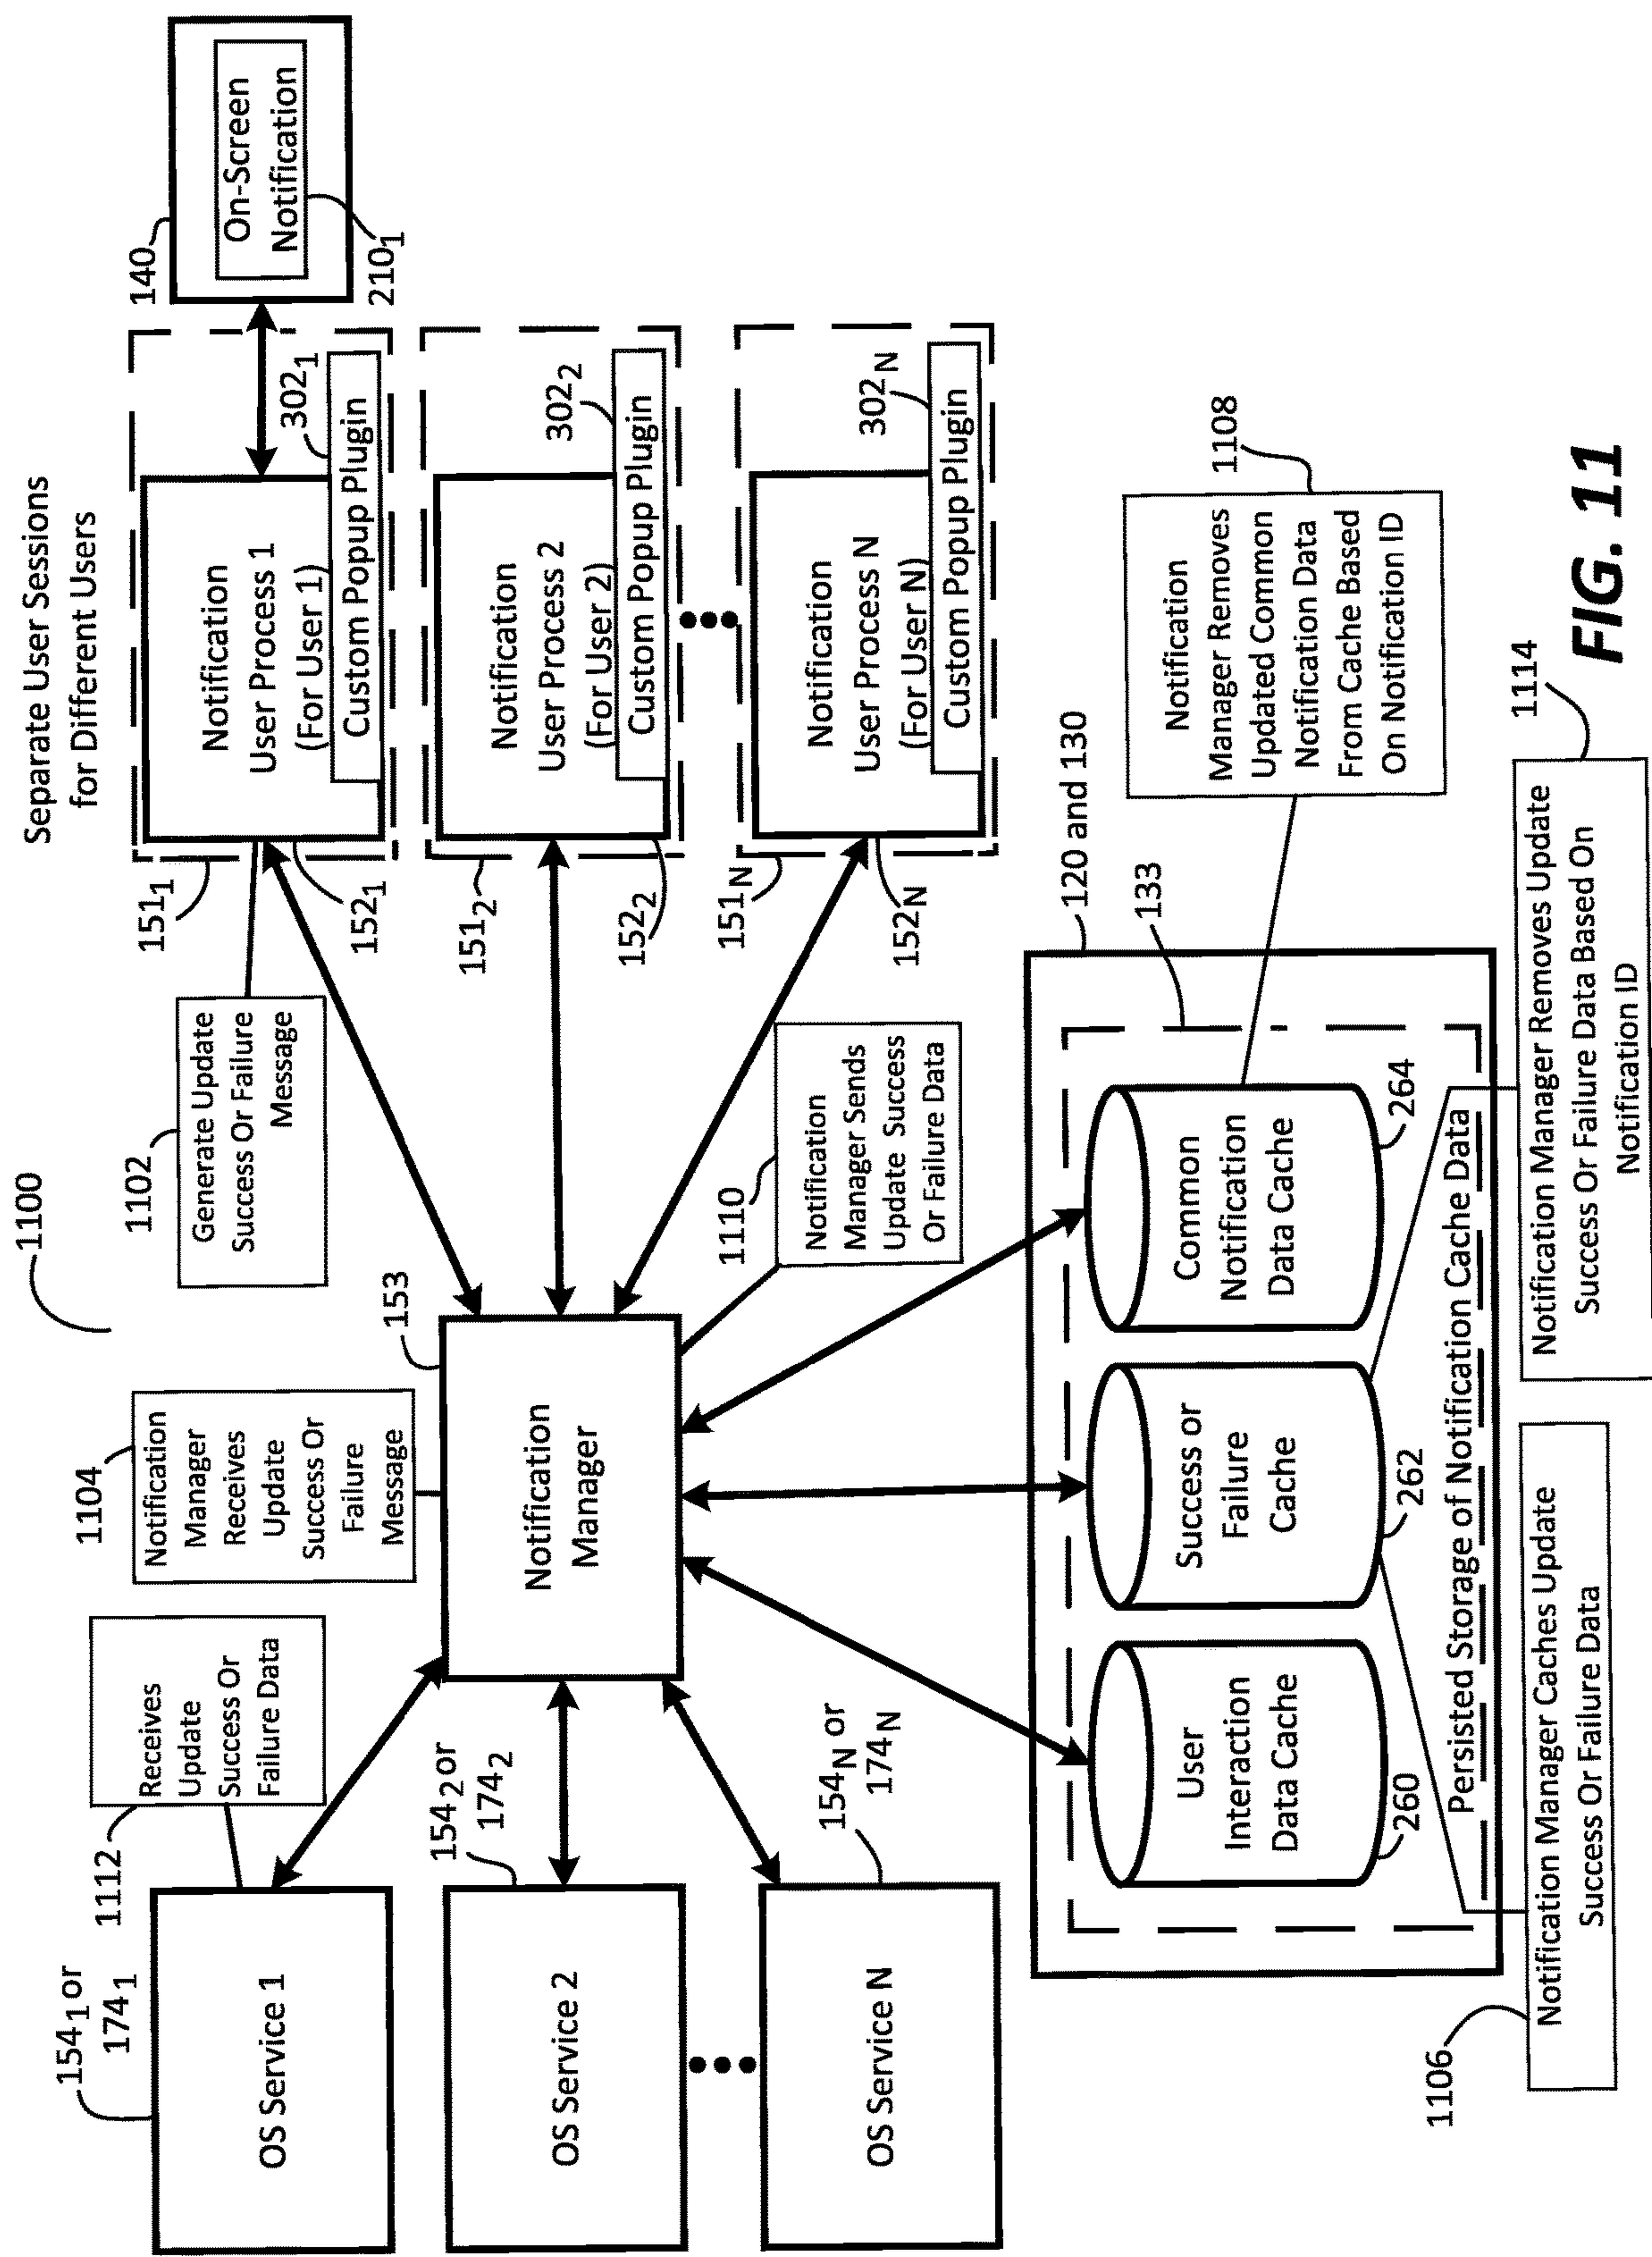 1100
Separate User Sessions
for Different Users
154₁ or
174₁
OS Service 1
1112
Receives
Update
Success Or
Failure Data
154₂ or
174₂
OS Service 2
154N or
174N
OS Service N
1104
Notification
Manager
Receives
Update
Success Or
Failure
Message
153
Notification
Manager
1102
Generate Update
Success Or Failure
Message
1110
Notification
Manager Sends
Update Success
Or Failure Data
151₁
152₁
Notification
User Process 1
(For User 1)
302₁
Custom Popup Plugin
140
On-Screen
Notification
210₁
151₂
152₂
Notification
User Process 2
(For User 2)
302₂
Custom Popup Plugin
151N
152N
Notification
User Process N
(For User N)
302N
Custom Popup Plugin
120 and 130
133
User
Interaction
Data Cache
260
Success or
Failure
Cache
262
Common
Notification
Data Cache
264
Persisted Storage of Notification Cache Data
1108
Notification
Manager Removes
Updated Common
Notification Data
From Cache Based
On Notification ID
1106
Notification Manager Caches Update
Success Or Failure Data
1114
Notification Manager Removes Update
Success Or Failure Data Based On
Notification ID
FIG. 11